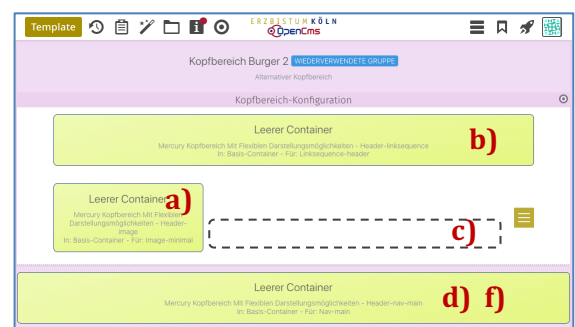 Template
ERZBISTUM KÖLN
OpenCms
Kopfbereich Burger 2 WIEDERVERWENDETE GRUPPE
Alternativer Kopfbereich
Kopfbereich-Konfiguration
Leerer Container
Mercury Kopfbereich Mit Flexiblen Darstellungsmöglichkeiten - Header-linksequence
In: Basis-Container - Für: Linksequence-header
b)
Leerer Container
a)
Mercury Kopfbereich Mit Flexiblen
Darstellungsmöglichkeiten - Header-
image
In: Basis-Container - Für: Image-minimal
c)
Leerer Container
Mercury Kopfbereich Mit Flexiblen Darstellungsmöglichkeiten - Header-nav-main
In: Basis-Container - Für: Nav-main
d) f)